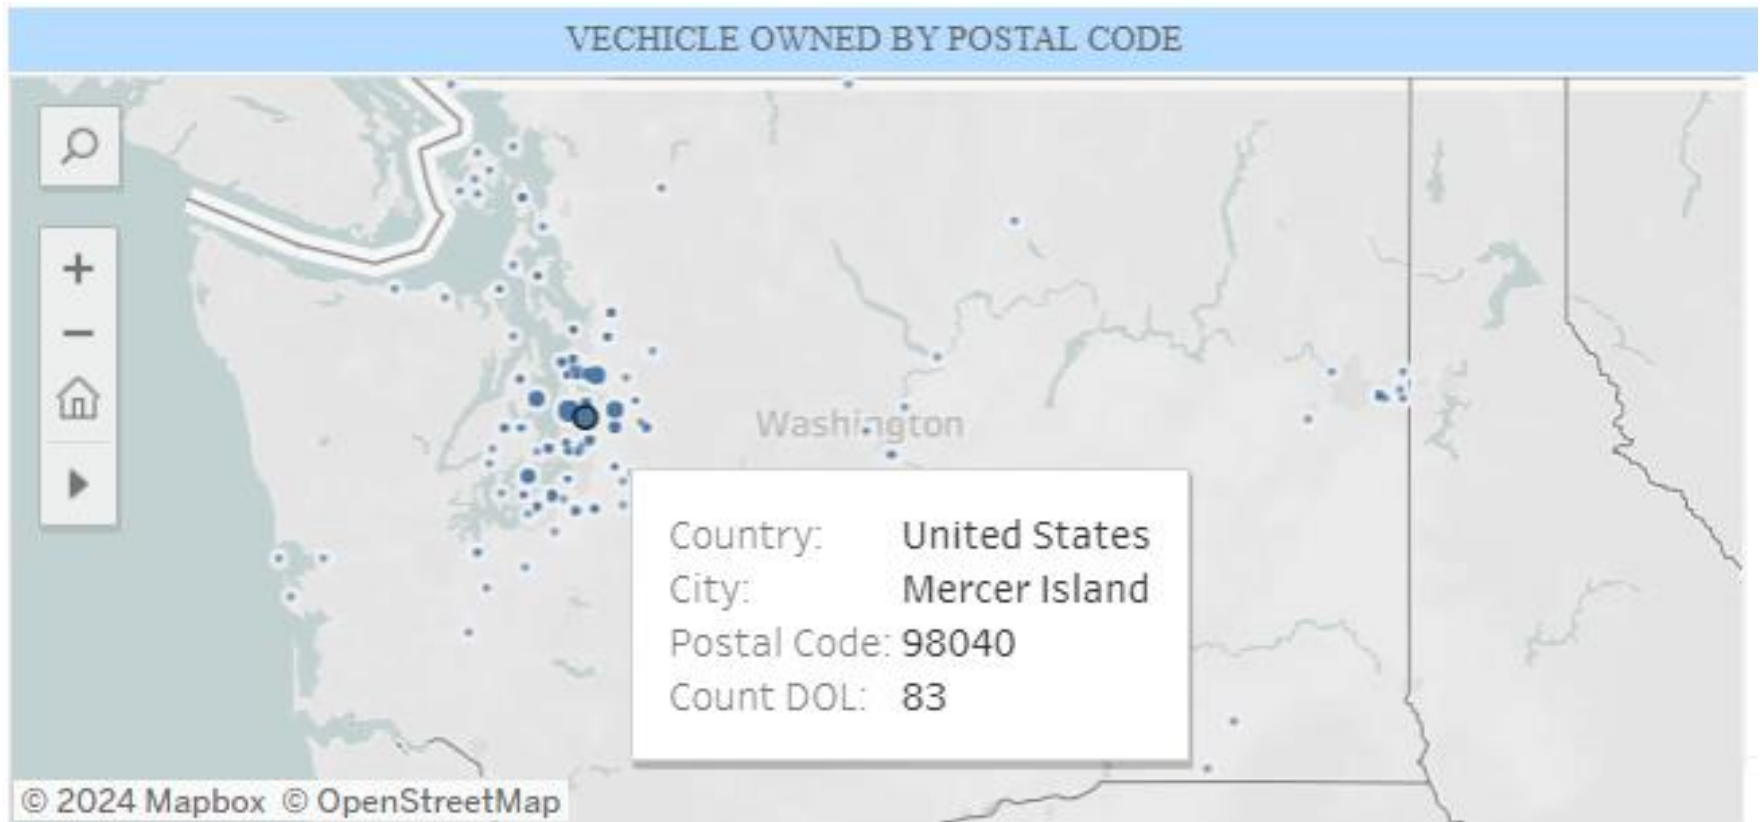 VECHICLE OWNED BY POSTAL CODE
Washington
Country: United States
City: Mercer Island
Postal Code: 98040
Count DOL: 83
© 2024 Mapbox © OpenStreetMap